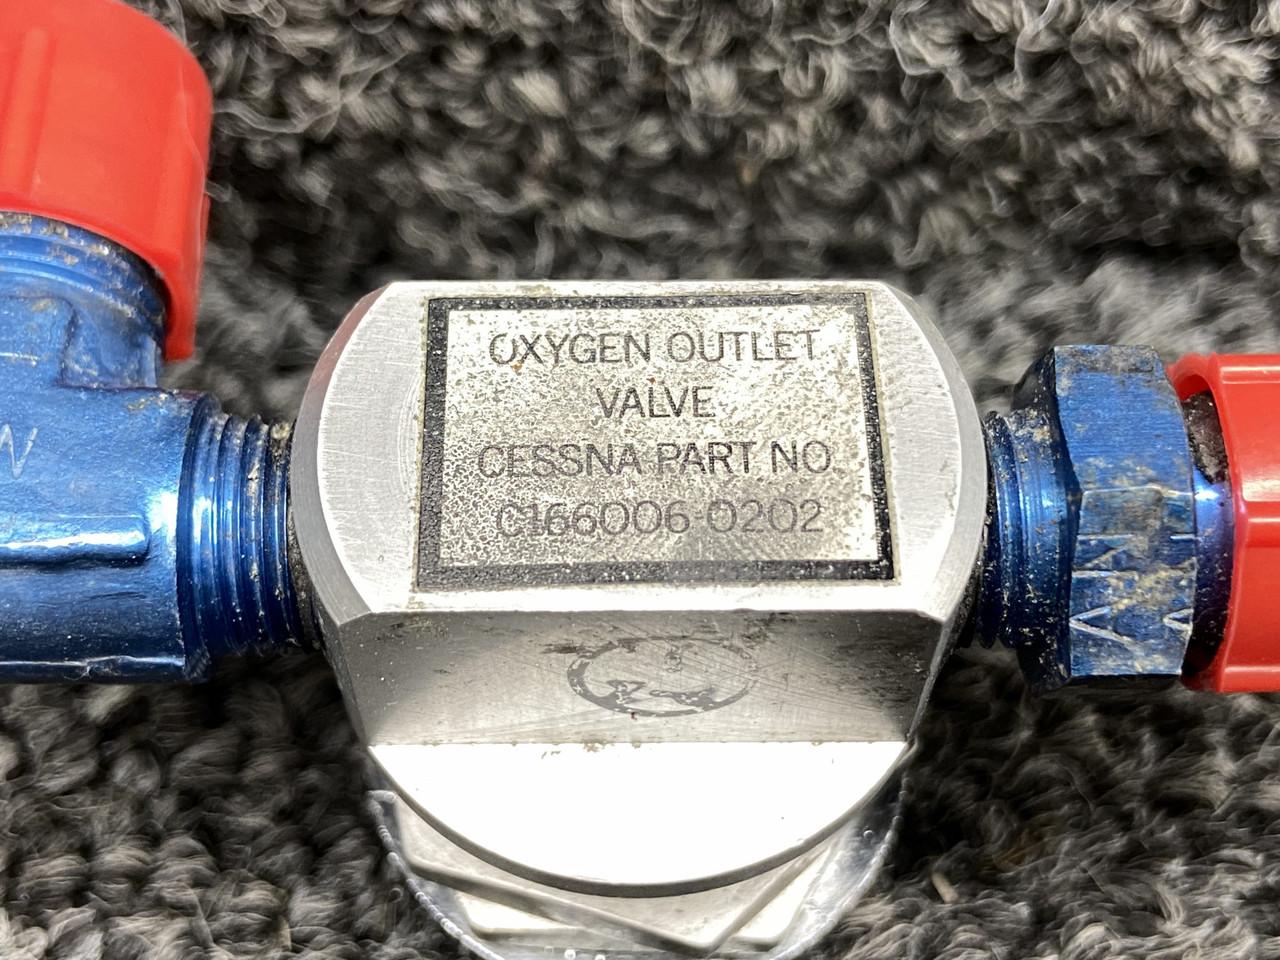 OXYGEN OUTLET
VALVE
CESSNA PART NO
C166006-0202